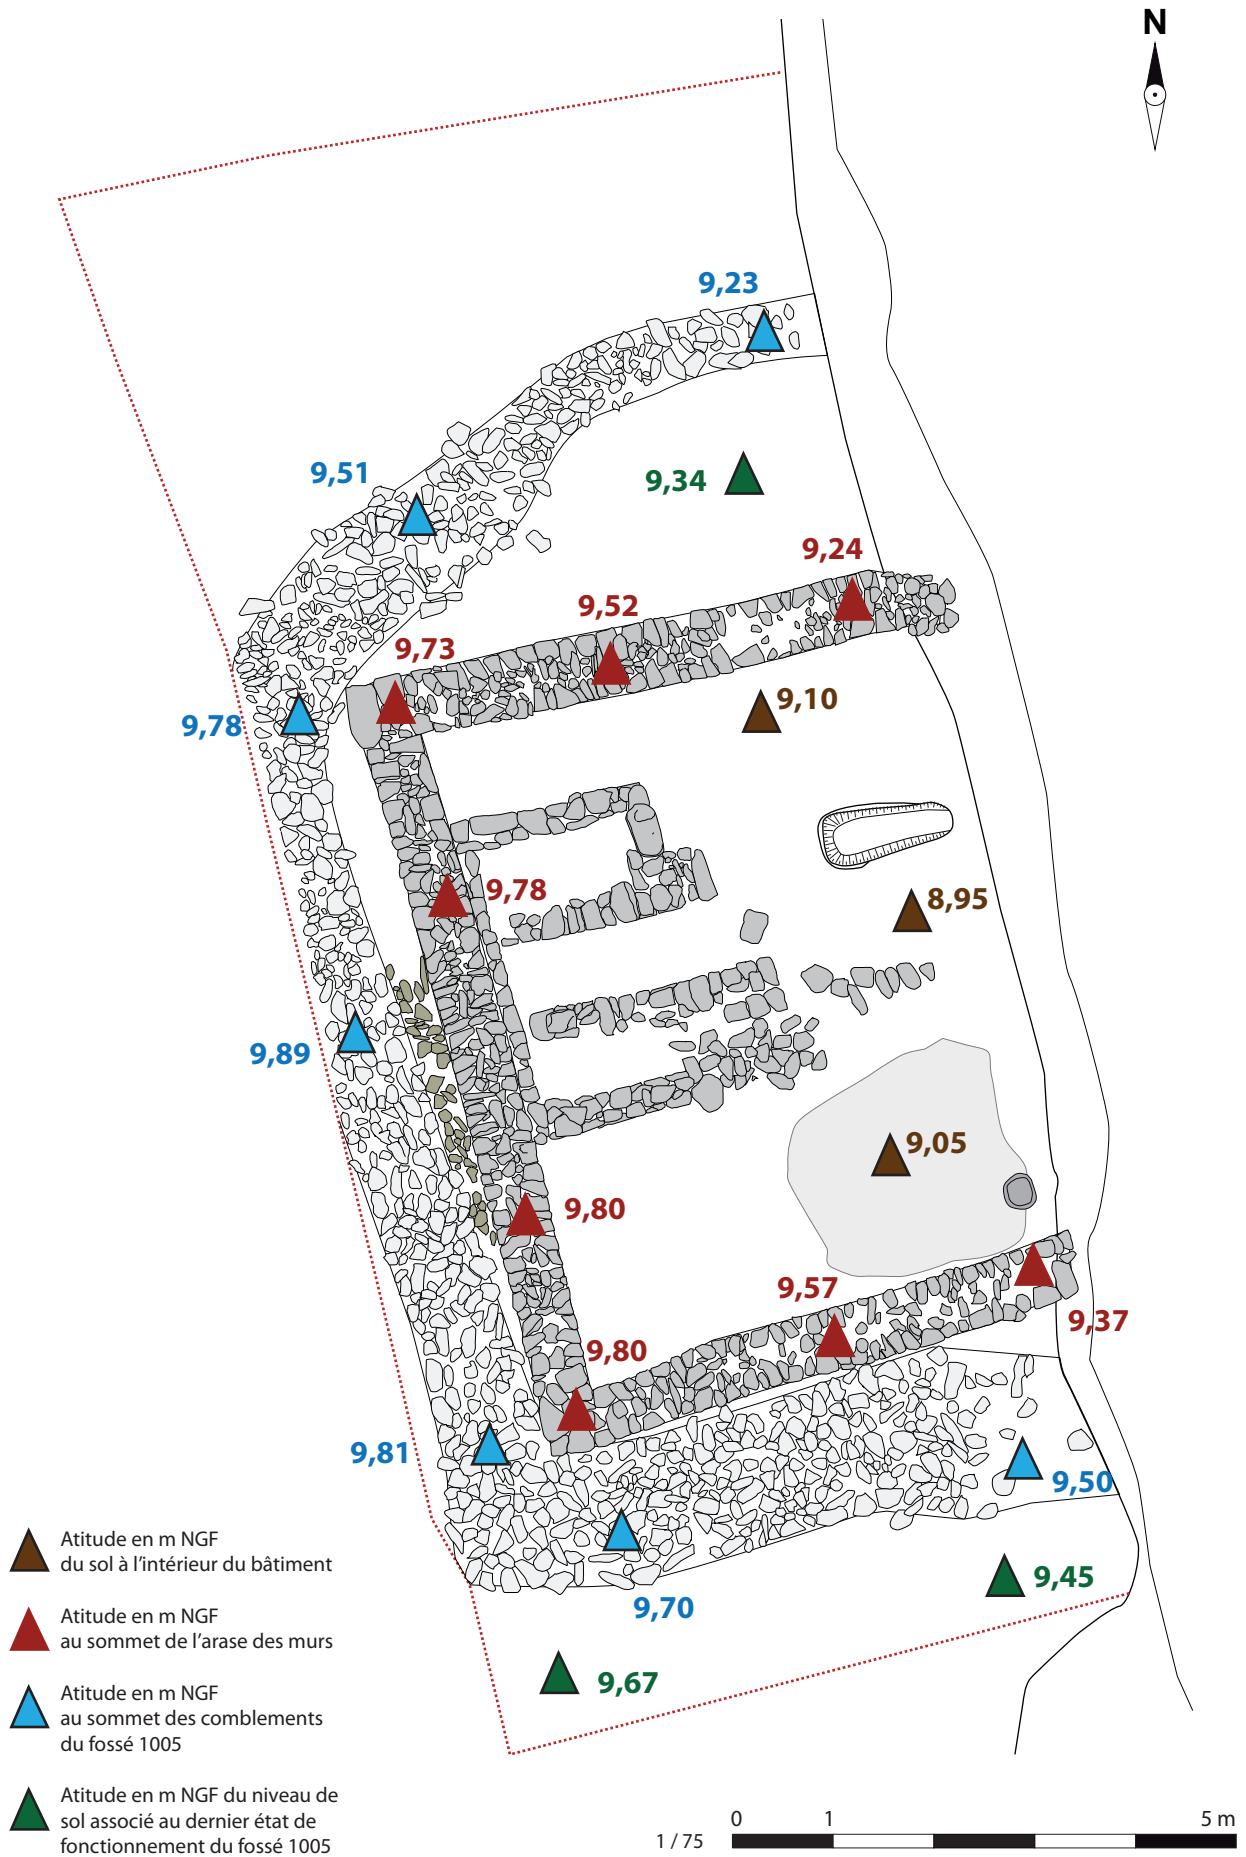 N
9,23
9,51
9,34
9,24
9,52
9,73
9,10
9,78
9,78
8,95
9,89
9,05
9,80
9,57
9,37
9,80
9,81
9,50
9,45
9,70
9,67
Atitude en m NGF
du sol à l'intérieur du bâtiment
Atitude en m NGF
au sommet de l'arase des murs
Atitude en m NGF
au sommet des comblements
du fossé 1005
Atitude en m NGF du niveau de
sol associé au dernier état de
fonctionnement du fossé 1005
0 1 5 m
1 / 75